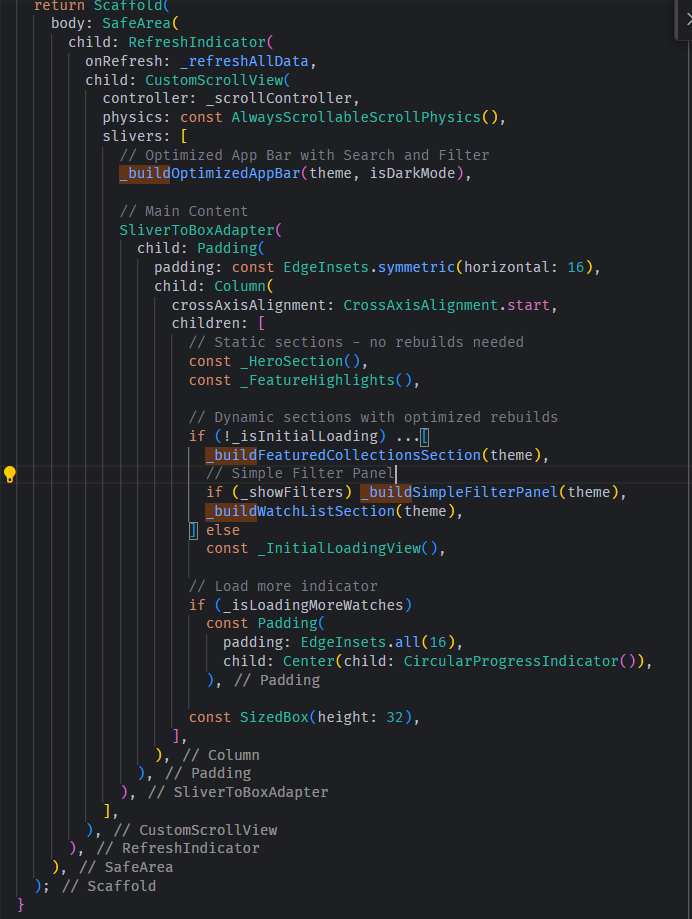 return Scaffold(
body: SafeArea(
child: RefreshIndicator(
onRefresh: _refreshAllData,
child: CustomScrollView(
controller: _scrollController,
physics: const AlwaysScrollableScrollPhysics(),
slivers: [
// Optimized App Bar with Search and Filter
_buildOptimizedAppBar(theme, isDarkMode),
// Main Content
SliverToBoxAdapter(
child: Padding(
padding: const EdgeInsets.symmetric(horizontal: 16),
child: Column(
crossAxisAlignment: CrossAxisAlignment.start,
children: [
// Static sections - no rebuilds needed
const _HeroSection(),
const _FeatureHighlights(),
// Dynamic sections with optimized rebuilds
if (!_isInitialLoading) ...[
_buildFeaturedCollectionsSection(theme),
// Simple Filter Panel
if (_showFilters) _buildSimpleFilterPanel(theme),
_buildWatchListSection(theme),
] else
const _InitialLoadingView(),
// Load more indicator
if (_isLoadingMoreWatches)
const Padding(
padding: EdgeInsets.all(16),
child: Center(child: CircularProgressIndicator()),
), // Padding
const SizedBox(height: 32),
],
), // Column
), // Padding
), // SliverToBoxAdapter
],
), // CustomScrollView
), // RefreshIndicator
), // SafeArea
); // Scaffold
}